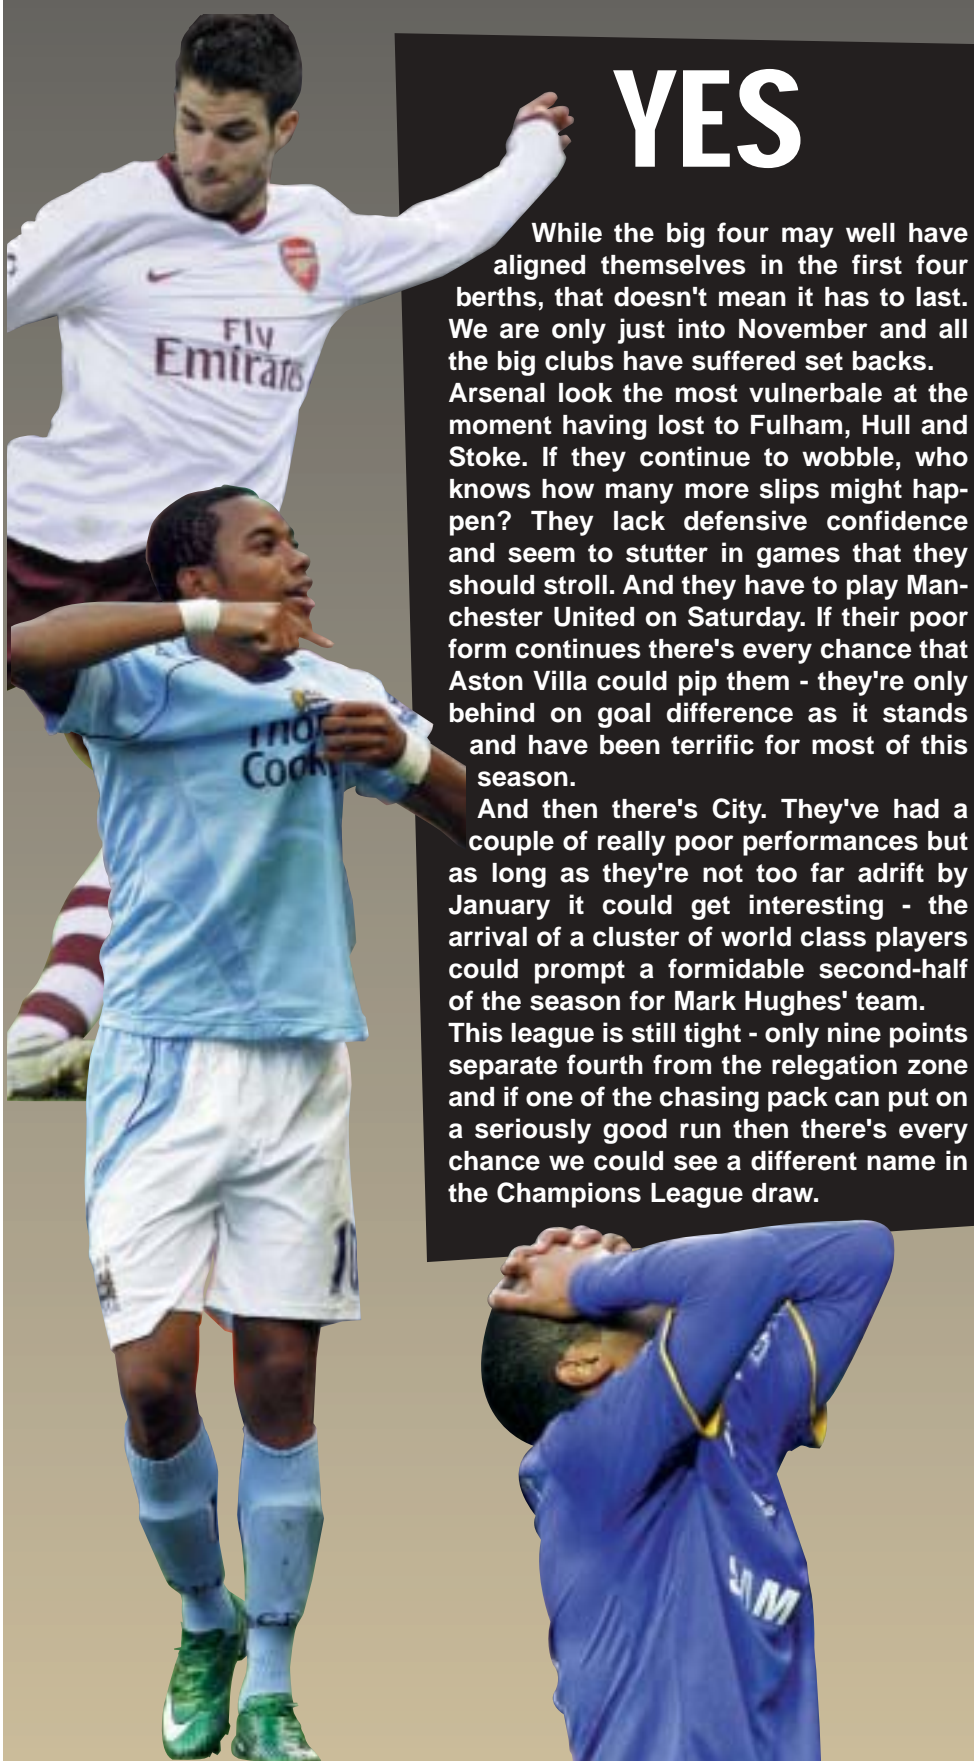 YES
While the big four may well have
aligned themselves in the first four
berths, that doesn't mean it has to last.
We are only just into November and all
the big clubs have suffered set backs.
Arsenal look the most vulnerbale at the
moment having lost to Fulham, Hull and
Stoke. If they continue to wobble, who
knows how many more slips might hap-
pen? They lack defensive confidence
and seem to stutter in games that they
should stroll. And they have to play Man-
chester United on Saturday. If their poor
form continues there's every chance that
Aston Villa could pip them - they're only
behind on goal difference as it stands
and have been terrific for most of this
season.
And then there's City. They've had a
couple of really poor performances but
as long as they're not too far adrift by
January it could get interesting - the
arrival of a cluster of world class players
could prompt a formidable second-half
of the season for Mark Hughes' team.
This league is still tight - only nine points
separate fourth from the relegation zone
and if one of the chasing pack can put on
a seriously good run then there's every
chance we could see a different name in
the Champions League draw.
Fly
Emirates
Cook
10